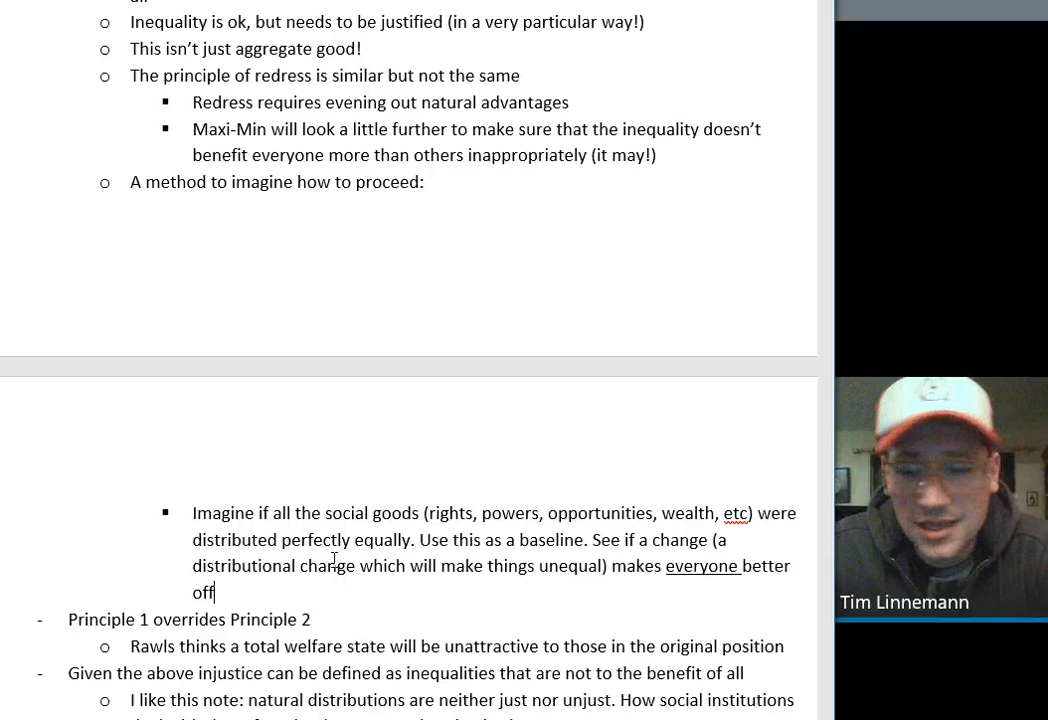 Inequality is ok, but needs to be justified (in a very particular way!)
This isn't just aggregate good!
The principle of redress is similar but not the same
Redress requires evening out natural advantages
Maxi-Min will look a little further to make sure that the inequality doesn't
benefit everyone more than others inappropriately (it may!)
A method to imagine how to proceed:
Imagine if all the social goods (rights, powers, opportunities, wealth, etc) were
distributed perfectly equally. Use this as a baseline. See if a change (a
distributional change which will make things unequal) makes everyone better
off
Tim Linnemann
- Principle 1 overrides Principle 2
Rawls thinks a total welfare state will be unattractive to those in the original position
- Given the above injustice can be defined as inequalities that are not to the benefit of all
I like this note: natural distributions are neither just nor unjust. How social institutions